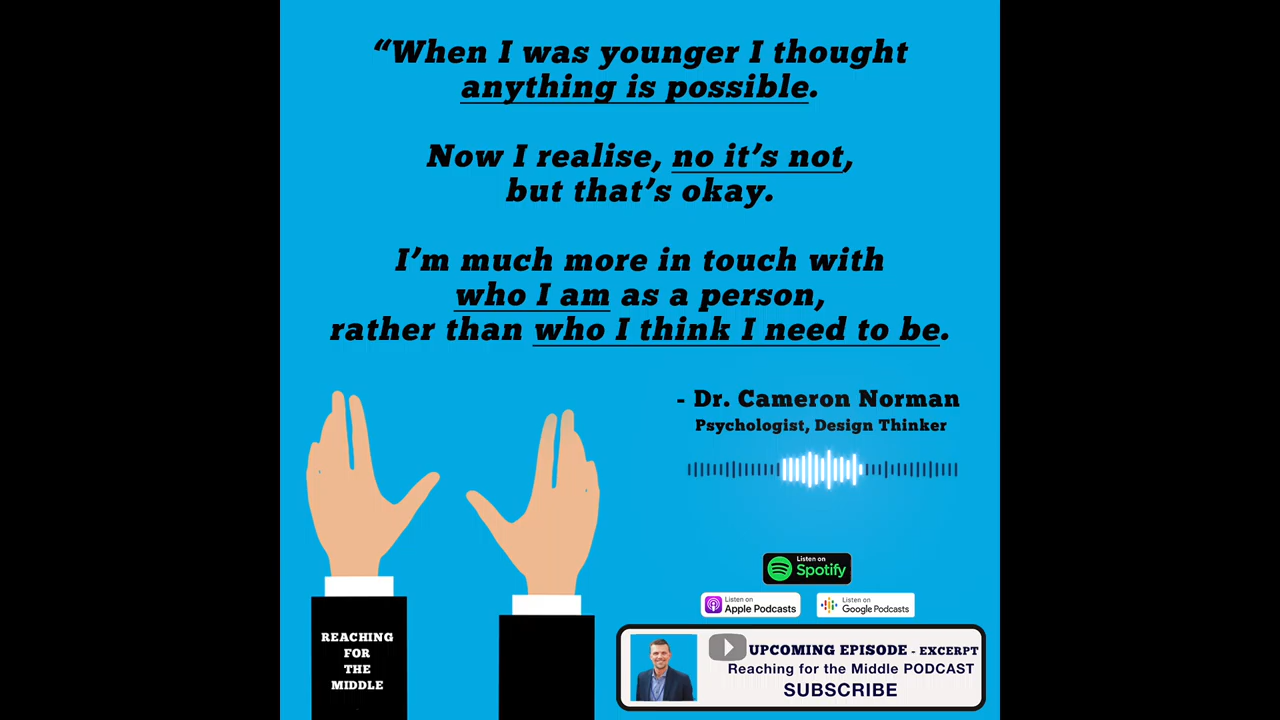 “When I was younger I thought
anything is possible.
Now I realise, no it’s not,
but that’s okay.
I’m much more in touch with
who I am as a person,
rather than who I think I need to be.
- Dr. Cameron Norman
Psychologist, Design Thinker
Listen on
Spotify
Listen on
Apple Podcasts
Listen on
Google Podcasts
REACHING
FOR
THE
MIDDLE
UPCOMING EPISODE - EXCERPT
Reaching for the Middle PODCAST
SUBSCRIBE